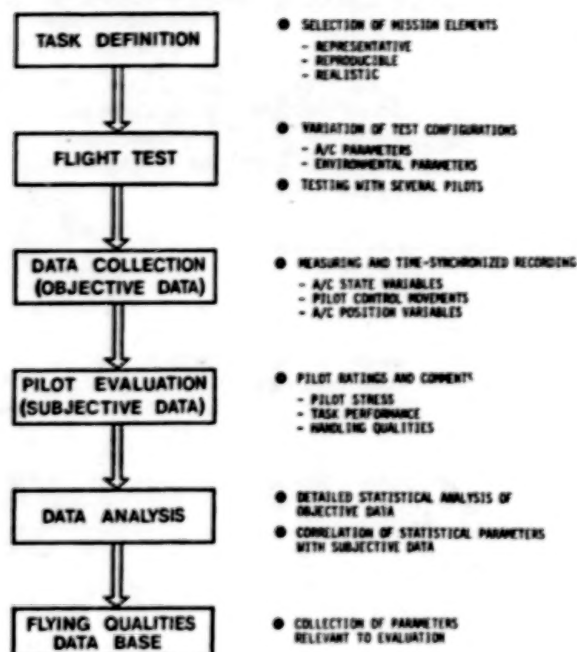 TASK DEFINITION
● SELECTION OF MISSION ELEMENTS
- REPRESENTATIVE
- REPRODUCIBLE
- REALISTIC
FLIGHT TEST
● VARIATION OF TEST CONFIGURATIONS
- A/C PARAMETERS
- ENVIRONMENTAL PARAMETERS
● TESTING WITH SEVERAL PILOTS
DATA COLLECTION
(OBJECTIVE DATA)
● MEASURING AND TIME-SYNCHRONIZED RECORDING
- A/C STATE VARIABLES
- PILOT CONTROL MOVEMENTS
- A/C POSITION VARIABLES
PILOT EVALUATION
(SUBJECTIVE DATA)
● PILOT RATINGS AND COMMENTS
- PILOT STRESS
- TASK PERFORMANCE
- HANDLING QUALITIES
DATA ANALYSIS
● DETAILED STATISTICAL ANALYSIS OF
OBJECTIVE DATA
● CORRELATION OF STATISTICAL PARAMETERS
WITH SUBJECTIVE DATA
FLYING QUALITIES
DATA BASE
● COLLECTION OF PARAMETERS
RELEVANT TO EVALUATION